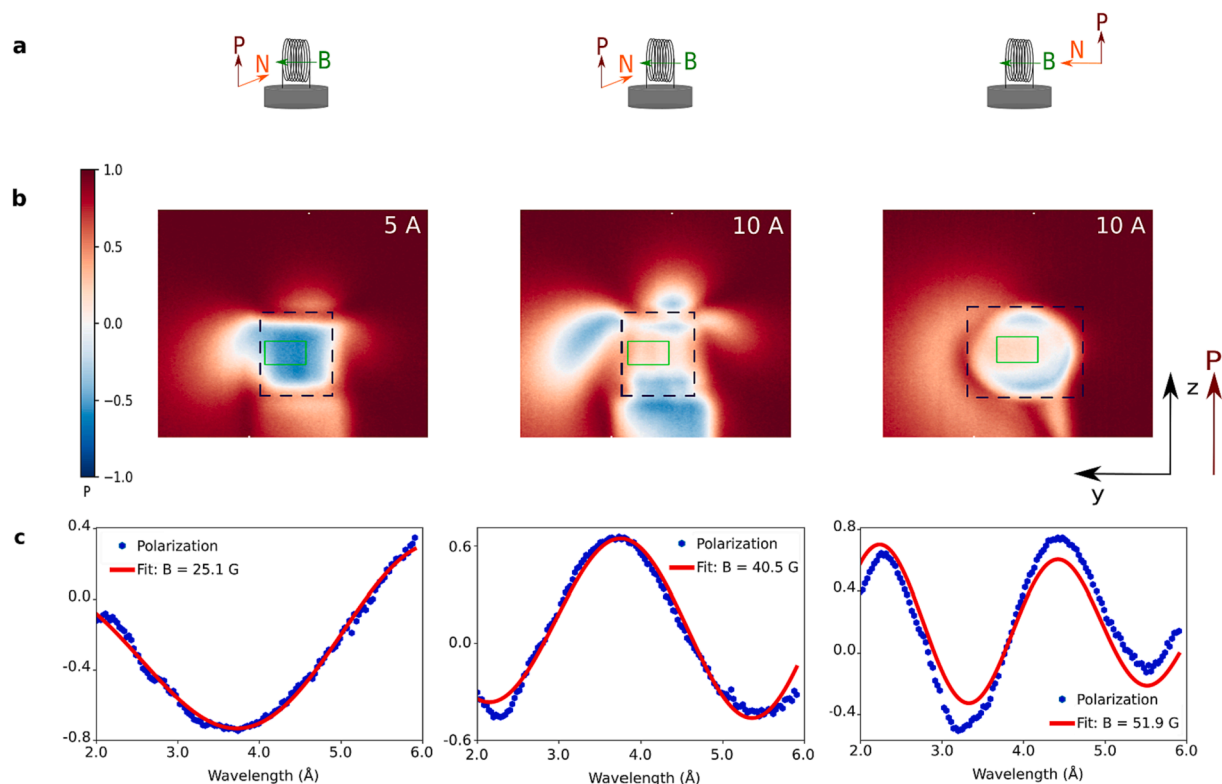 a
P
N
B
P
N
B
B
N
P
b
1.0
0.5
0.0
−0.5
−1.0
P
5 A
10 A
10 A
z
P
y
c
0.4
0.0
-0.4
-0.8
Polarization
Fit: B = 25.1 G
2.0 3.0 4.0 5.0 6.0
Wavelength (Å)
0.6
0.0
-0.6
Polarization
Fit: B = 40.5 G
2.0 3.0 4.0 5.0 6.0
Wavelength (Å)
0.8
0.4
0.0
-0.4
Polarization
Fit: B = 51.9 G
2.0 3.0 4.0 5.0 6.0
Wavelength (Å)